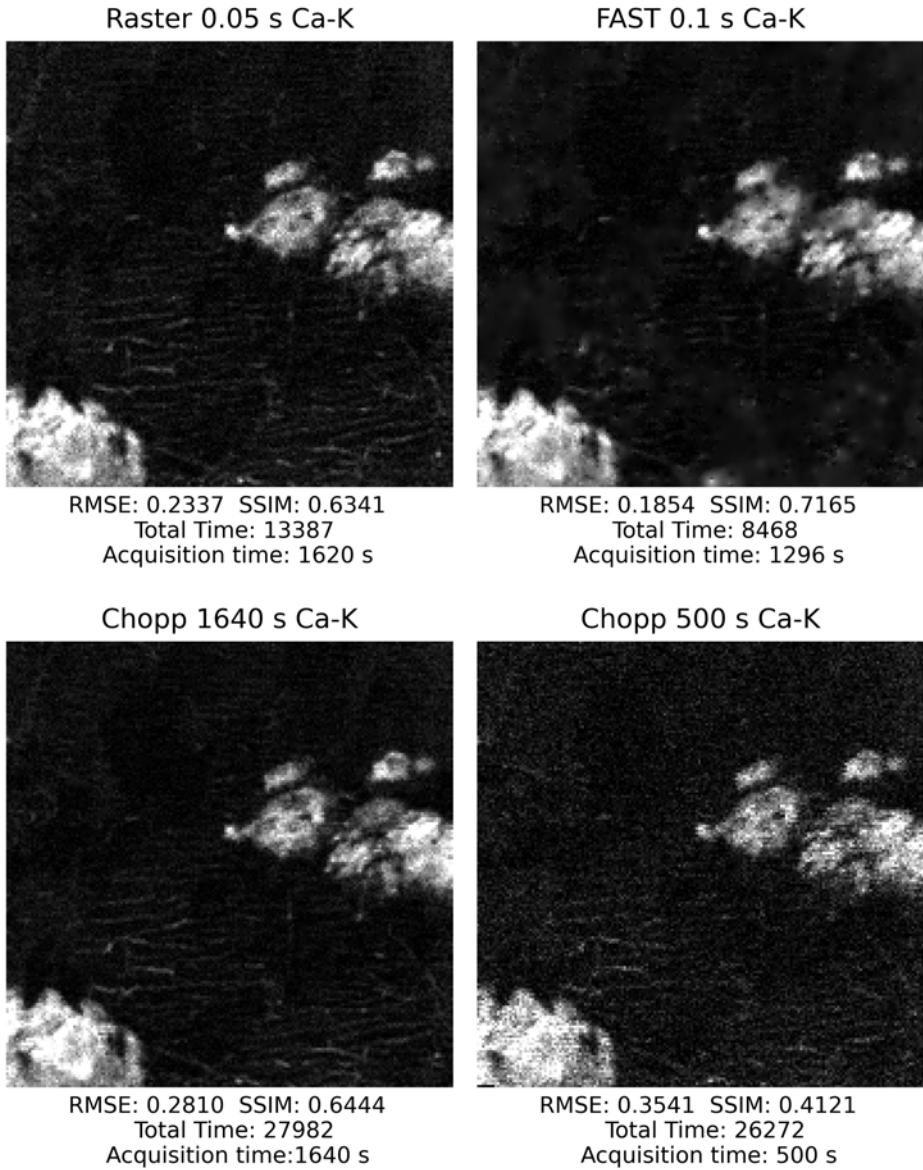 Raster 0.05 s Ca-K
FAST 0.1 s Ca-K
RMSE: 0.2337 SSIM: 0.6341
Total Time: 13387
Acquisition time: 1620 s
RMSE: 0.1854 SSIM: 0.7165
Total Time: 8468
Acquisition time: 1296 s
Chopp 1640 s Ca-K
Chopp 500 s Ca-K
RMSE: 0.2810 SSIM: 0.6444
Total Time: 27982
Acquisition time:1640 s
RMSE: 0.3541 SSIM: 0.4121
Total Time: 26272
Acquisition time: 500 s